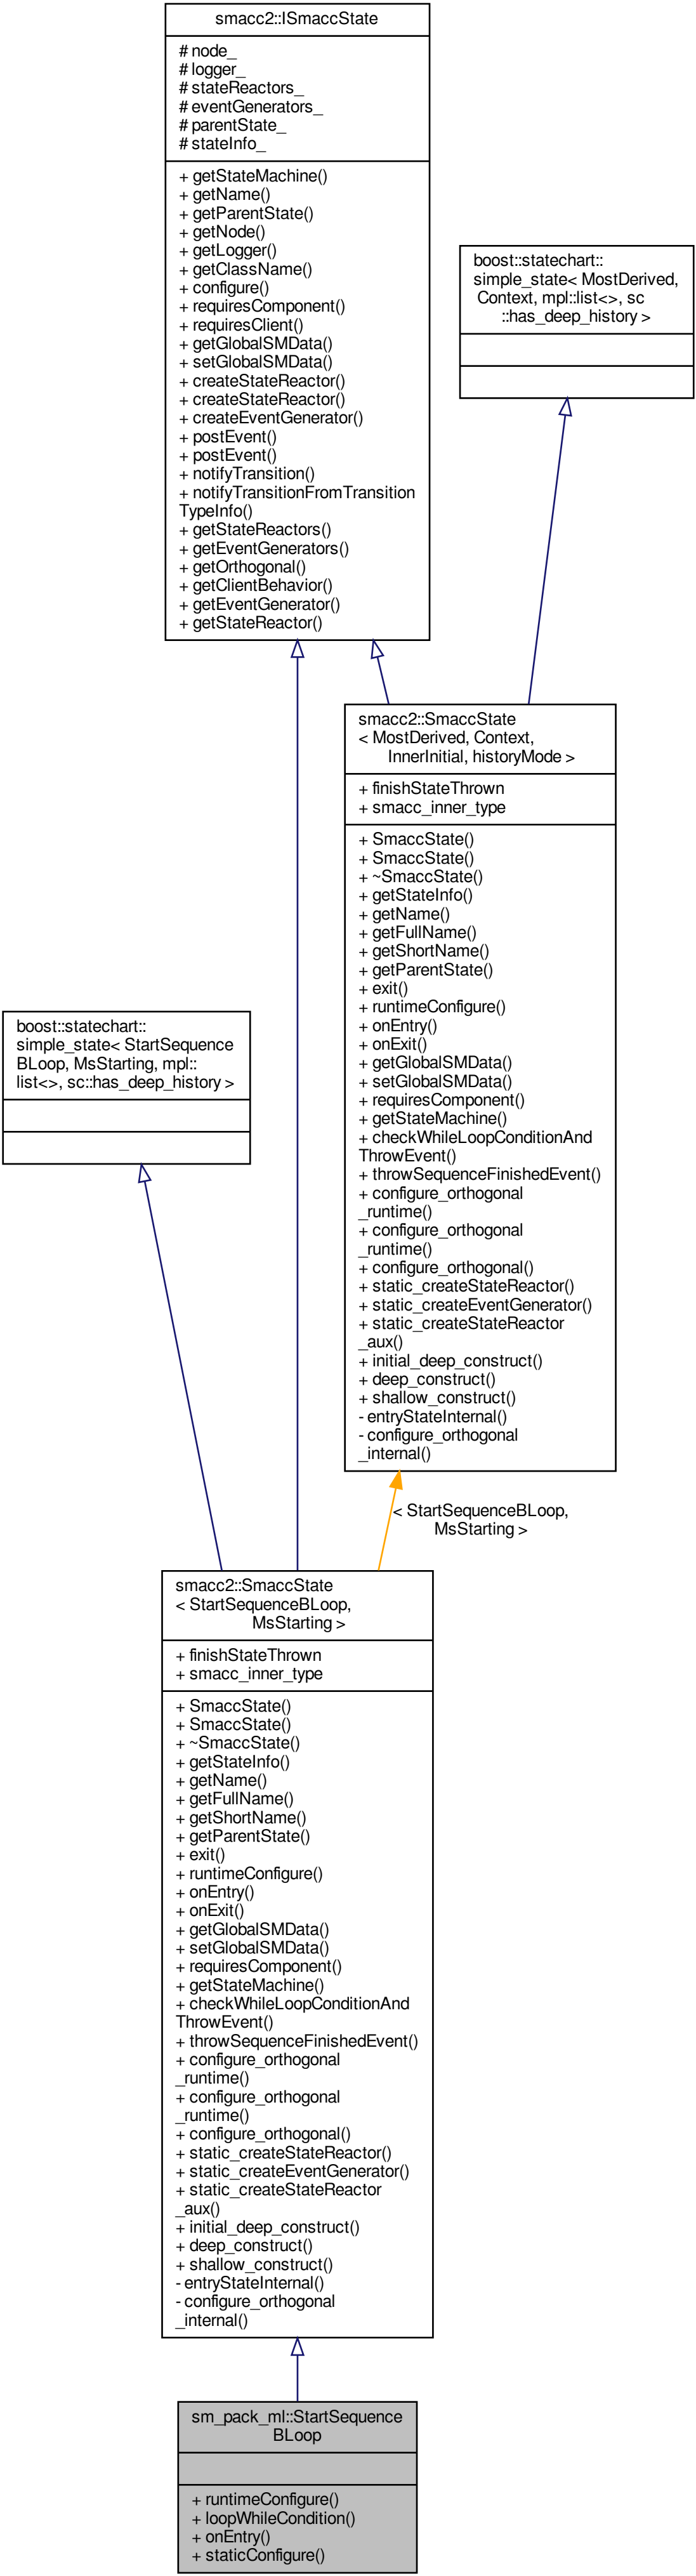 smacc2::ISmaccState
# node_
# logger_
# stateReactors_
# eventGenerators_
# parentState_
# stateInfo_
+ getStateMachine()
+ getName()
+ getParentState()
+ getNode()
+ getLogger()
+ getClassName()
+ configure()
+ requiresComponent()
+ requiresClient()
+ getGlobalSMData()
+ setGlobalSMData()
+ createStateReactor()
+ createStateReactor()
+ createEventGenerator()
+ postEvent()
+ postEvent()
+ notifyTransition()
+ notifyTransitionFromTransition
TypeInfo()
+ getStateReactors()
+ getEventGenerators()
+ getOrthogonal()
+ getClientBehavior()
+ getEventGenerator()
+ getStateReactor()
boost::statechart::
simple_state< MostDerived,
Context, mpl::list<>, sc
::has_deep_history >
smacc2::SmaccState
< MostDerived, Context,
InnerInitial, historyMode >
+ finishStateThrown
+ smacc_inner_type
+ SmaccState()
+ SmaccState()
+ ~SmaccState()
+ getStateInfo()
+ getName()
+ getFullName()
+ getShortName()
+ getParentState()
+ exit()
+ runtimeConfigure()
+ onEntry()
+ onExit()
+ getGlobalSMData()
+ setGlobalSMData()
+ requiresComponent()
+ getStateMachine()
+ checkWhileLoopConditionAnd
ThrowEvent()
+ throwSequenceFinishedEvent()
+ configure_orthogonal
_runtime()
+ configure_orthogonal
_runtime()
+ configure_orthogonal()
+ static_createStateReactor()
+ static_createEventGenerator()
+ static_createStateReactor
_aux()
+ initial_deep_construct()
+ deep_construct()
+ shallow_construct()
- entryStateInternal()
- configure_orthogonal
_internal()
boost::statechart::
simple_state< StartSequence
BLoop, MsStarting, mpl::
list<>, sc::has_deep_history >
< StartSequenceBLoop,
MsStarting >
smacc2::SmaccState
< StartSequenceBLoop,
MsStarting >
+ finishStateThrown
+ smacc_inner_type
+ SmaccState()
+ SmaccState()
+ ~SmaccState()
+ getStateInfo()
+ getName()
+ getFullName()
+ getShortName()
+ getParentState()
+ exit()
+ runtimeConfigure()
+ onEntry()
+ onExit()
+ getGlobalSMData()
+ setGlobalSMData()
+ requiresComponent()
+ getStateMachine()
+ checkWhileLoopConditionAnd
ThrowEvent()
+ throwSequenceFinishedEvent()
+ configure_orthogonal
_runtime()
+ configure_orthogonal
_runtime()
+ configure_orthogonal()
+ static_createStateReactor()
+ static_createEventGenerator()
+ static_createStateReactor
_aux()
+ initial_deep_construct()
+ deep_construct()
+ shallow_construct()
- entryStateInternal()
- configure_orthogonal
_internal()
sm_pack_ml::StartSequence
BLoop
+ runtimeConfigure()
+ loopWhileCondition()
+ onEntry()
+ staticConfigure()